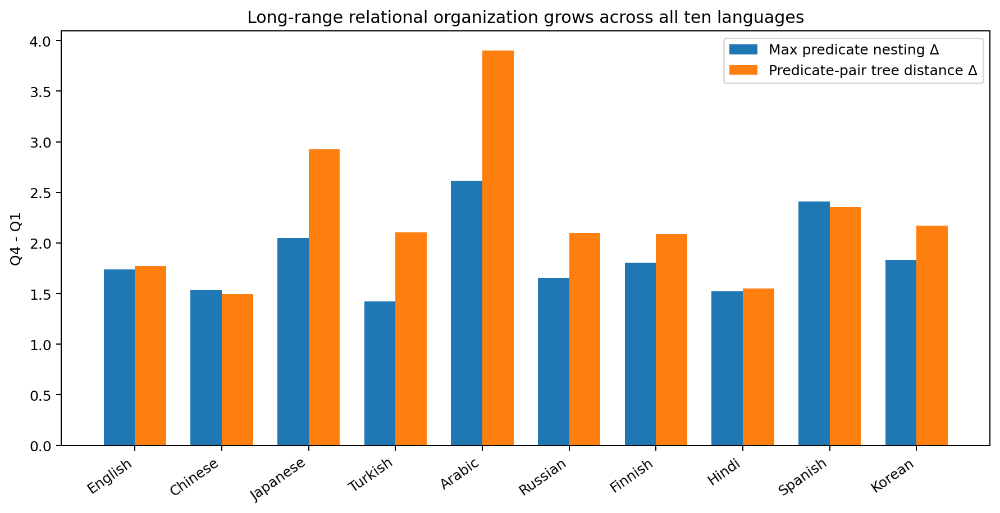 Long-range relational organization grows across all ten languages
Max predicate nesting Δ
Predicate-pair tree distance Δ
Q4 - Q1
4.0
3.5
3.0
2.5
2.0
1.5
1.0
0.5
0.0
English
Chinese
Japanese
Turkish
Arabic
Russian
Finnish
Hindi
Spanish
Korean